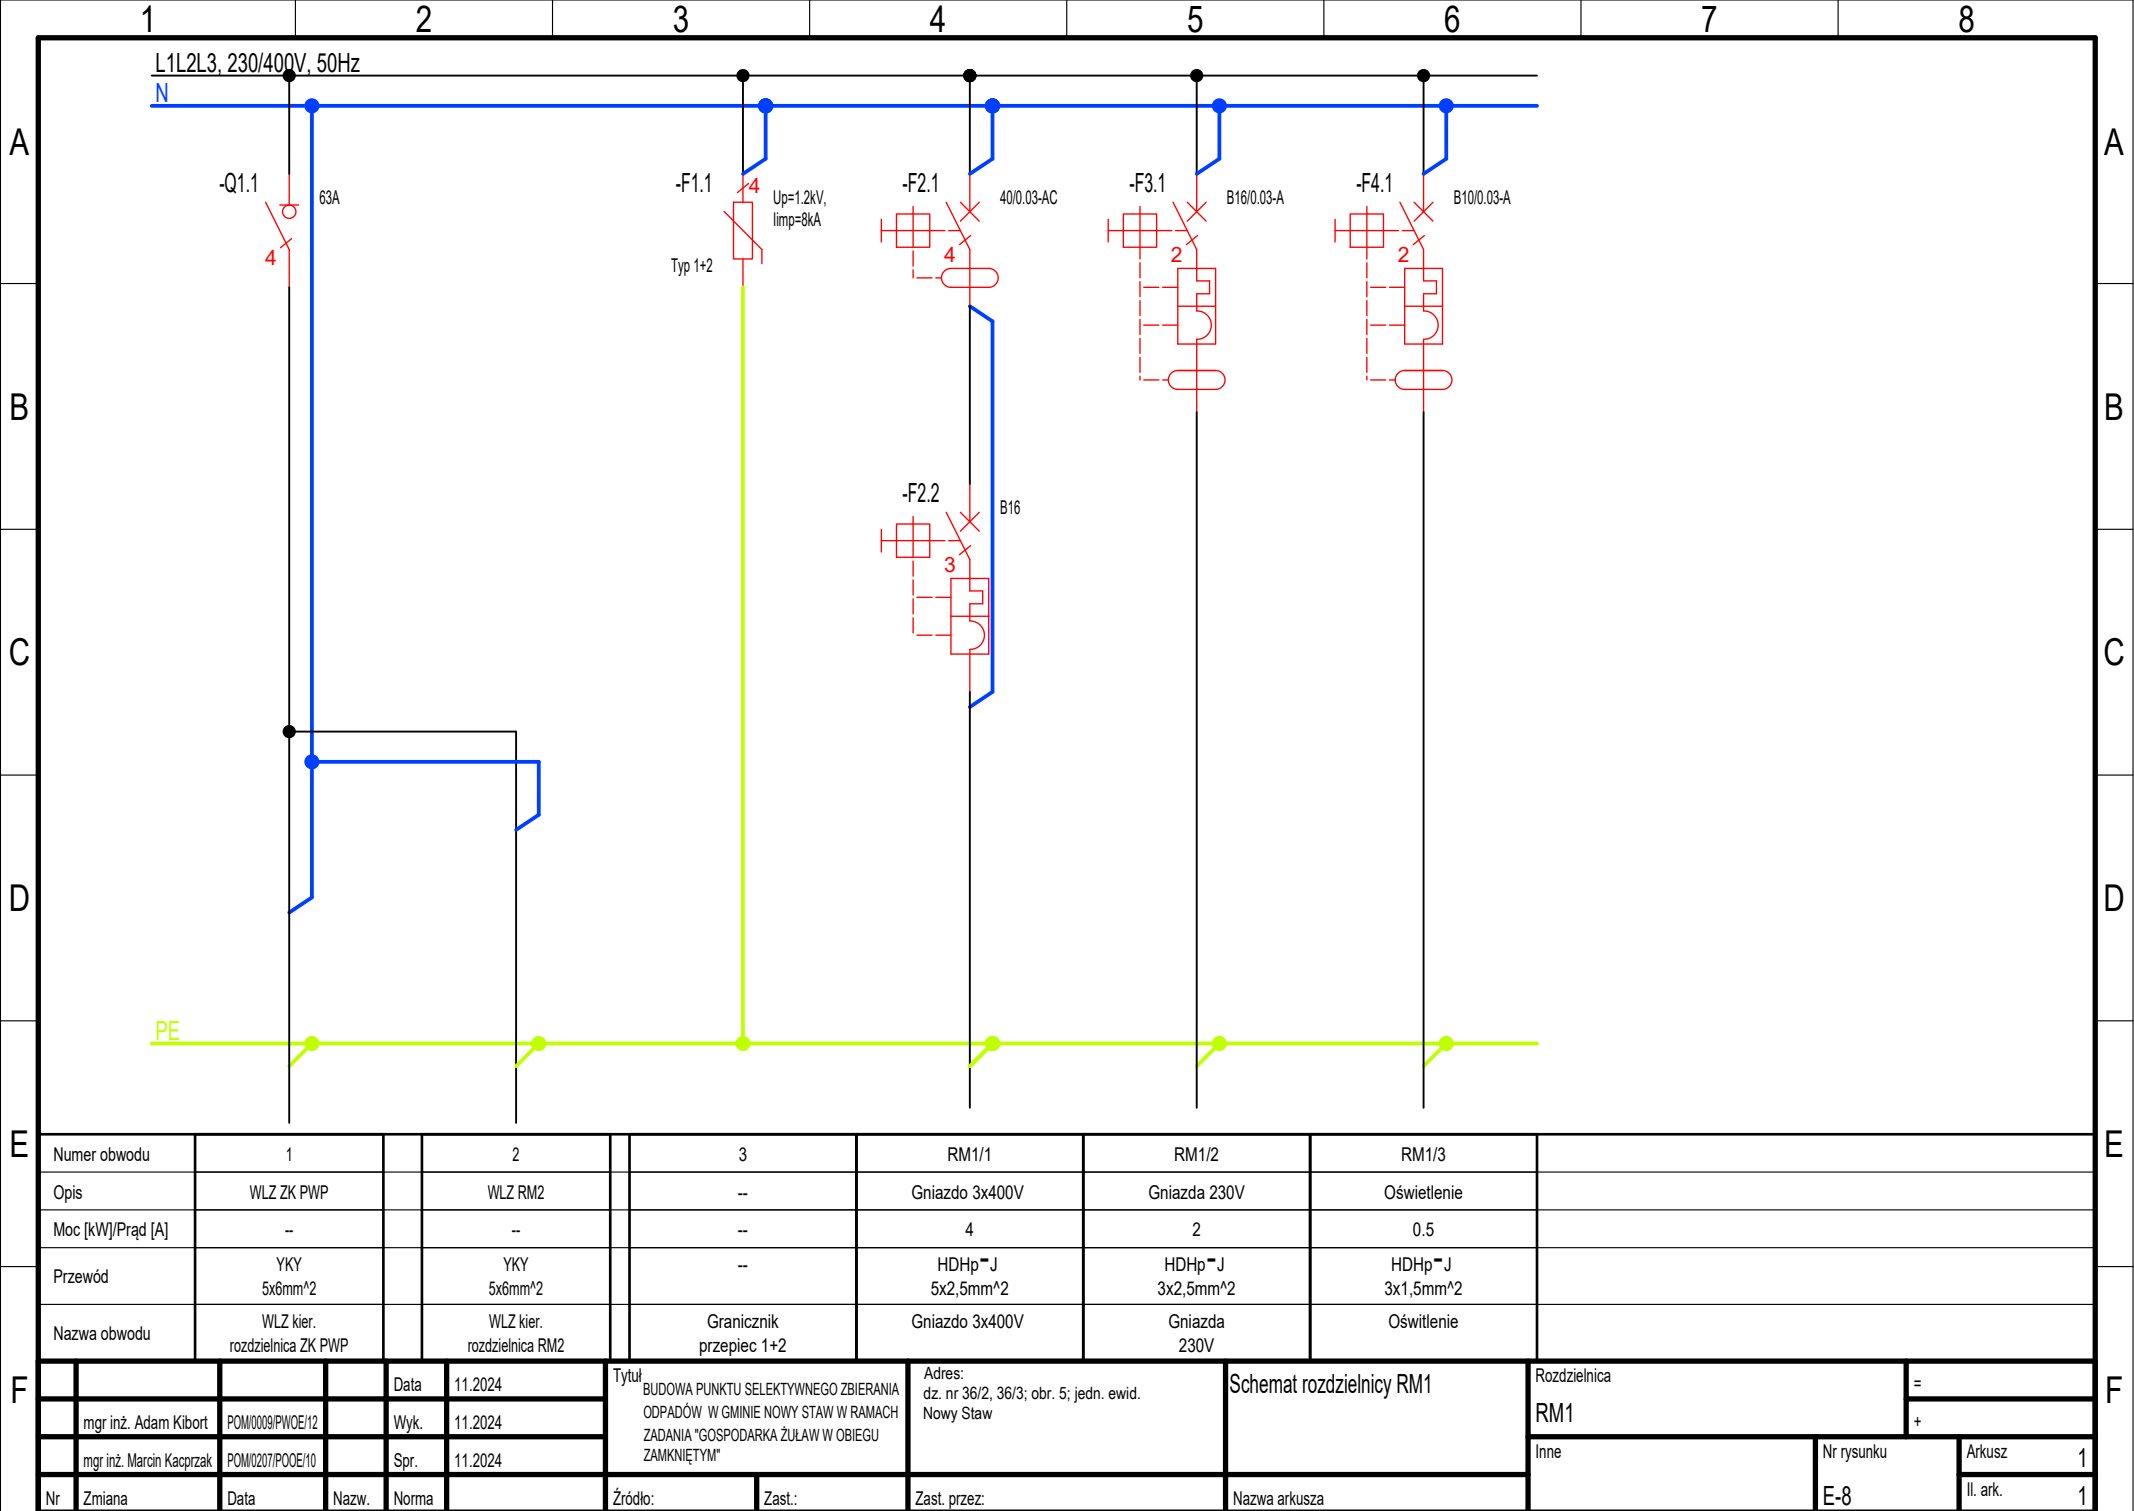 1 2 3 4 5 6 7 8
L1L2L3, 230/400V, 50Hz
N
A A
-Q1.1 63A
4
-F1.1 4 Up=1.2kV,
Iimp=8kA
Typ 1+2
-F2.1 40/0.03-AC
4
-F3.1 B16/0.03-A
2
-F4.1 B10/0.03-A
2
B B
-F2.2 B16
3
C C
D D
PE
E E
Numer obwodu 1 2 3 RM1/1 RM1/2 RM1/3
Opis WLZ ZK PWP WLZ RM2 -- Gniazdo 3x400V Gniazda 230V Oświetlenie
Moc [kW]/Prąd [A] -- -- -- 4 2 0.5
Przewód YKY YKY -- HDHp-J HDHp-J HDHp-J
5x6mm^2 5x6mm^2 5x2,5mm^2 3x2,5mm^2 3x1,5mm^2
Nazwa obwodu WLZ kier. WLZ kier. Granicznik Gniazdo 3x400V Gniazda Oświtlenie
rozdzielnica ZK PWP rozdzielnica RM2 przepiec 1+2 230V
F F
Data 11.2024
mgr inż. Adam Kibort POM/0009/PWOE/12 Wyk. 11.2024
mgr inż. Marcin Kacprzak POM/0207/POOE/10 Spr. 11.2024
Nr Zmiana Data Nazw. Norma
Tytuł
BUDOWA PUNKTU SELEKTYWNEGO ZBIERANIA
ODPADÓW W GMINIE NOWY STAW W RAMACH
ZADANIA "GOSPODARKA ŻUŁAW W OBIEGU
ZAMKNIĘTYM"
Źródło: Zast.:
Adres:
dz. nr 36/2, 36/3; obr. 5; jedn. ewid.
Nowy Staw
Zast. przez:
Schemat rozdzielnicy RM1
Nazwa arkusza
Rozdzielnica
RM1
=
+
Inne
Nr rysunku
E-8
Arkusz 1
Il. ark. 1